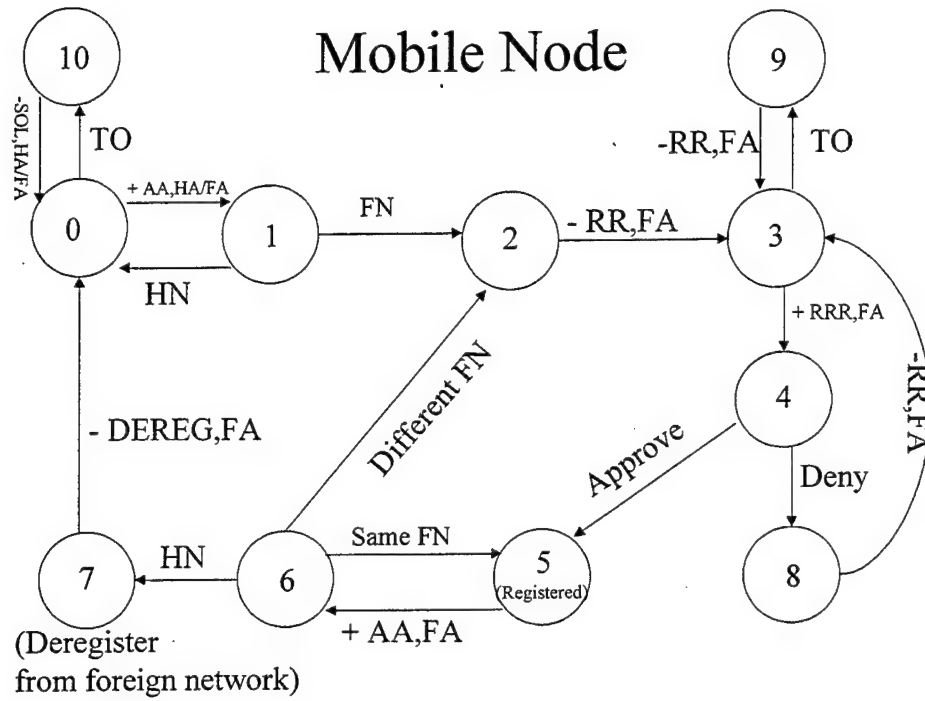 Mobile Node
10
9
-SOL,HA/FA
TO
-RR,FA
TO
+ AA,HA/FA
0
1
FN
2
- RR,FA
3
HN
+ RRR,FA
4
-RR,FA
Different FN
- DEREG,FA
Approve
Deny
Same FN
7
HN
6
5
(Registered)
8
+ AA,FA
(Deregister
from foreign network)